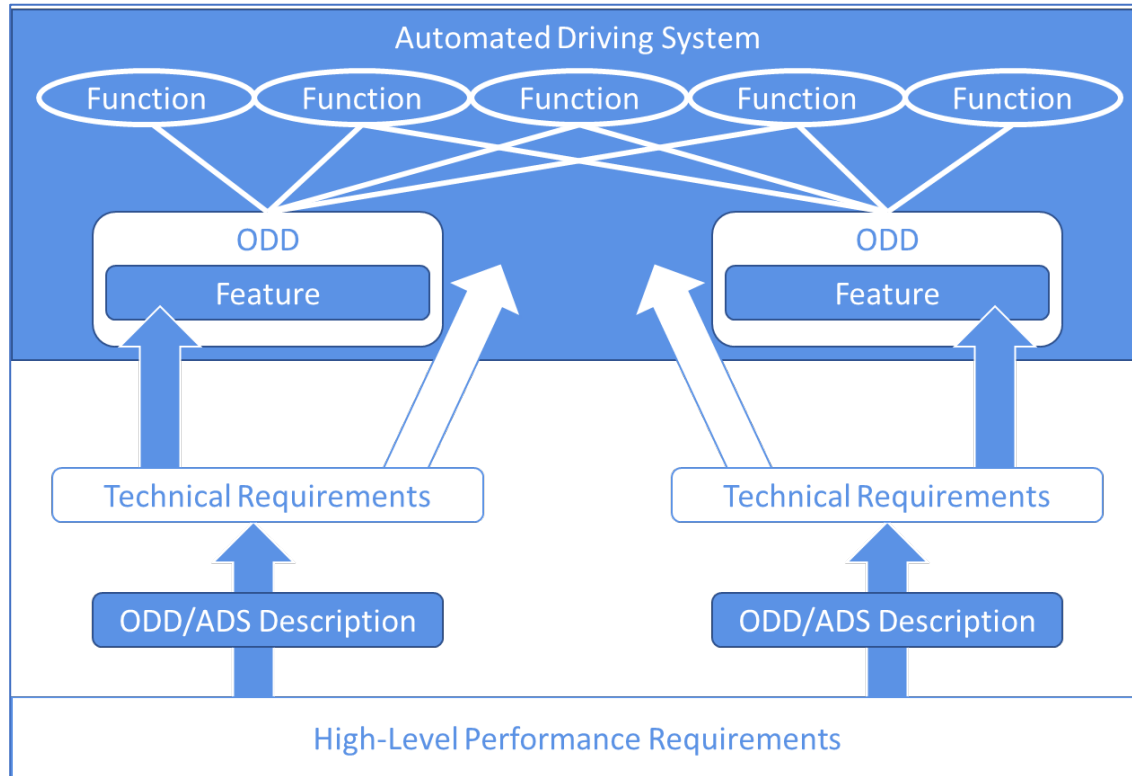 Automated Driving System
Function Function Function Function Function
ODD ODD
Feature Feature
Technical Requirements Technical Requirements
ODD/ADS Description ODD/ADS Description
High-Level Performance Requirements